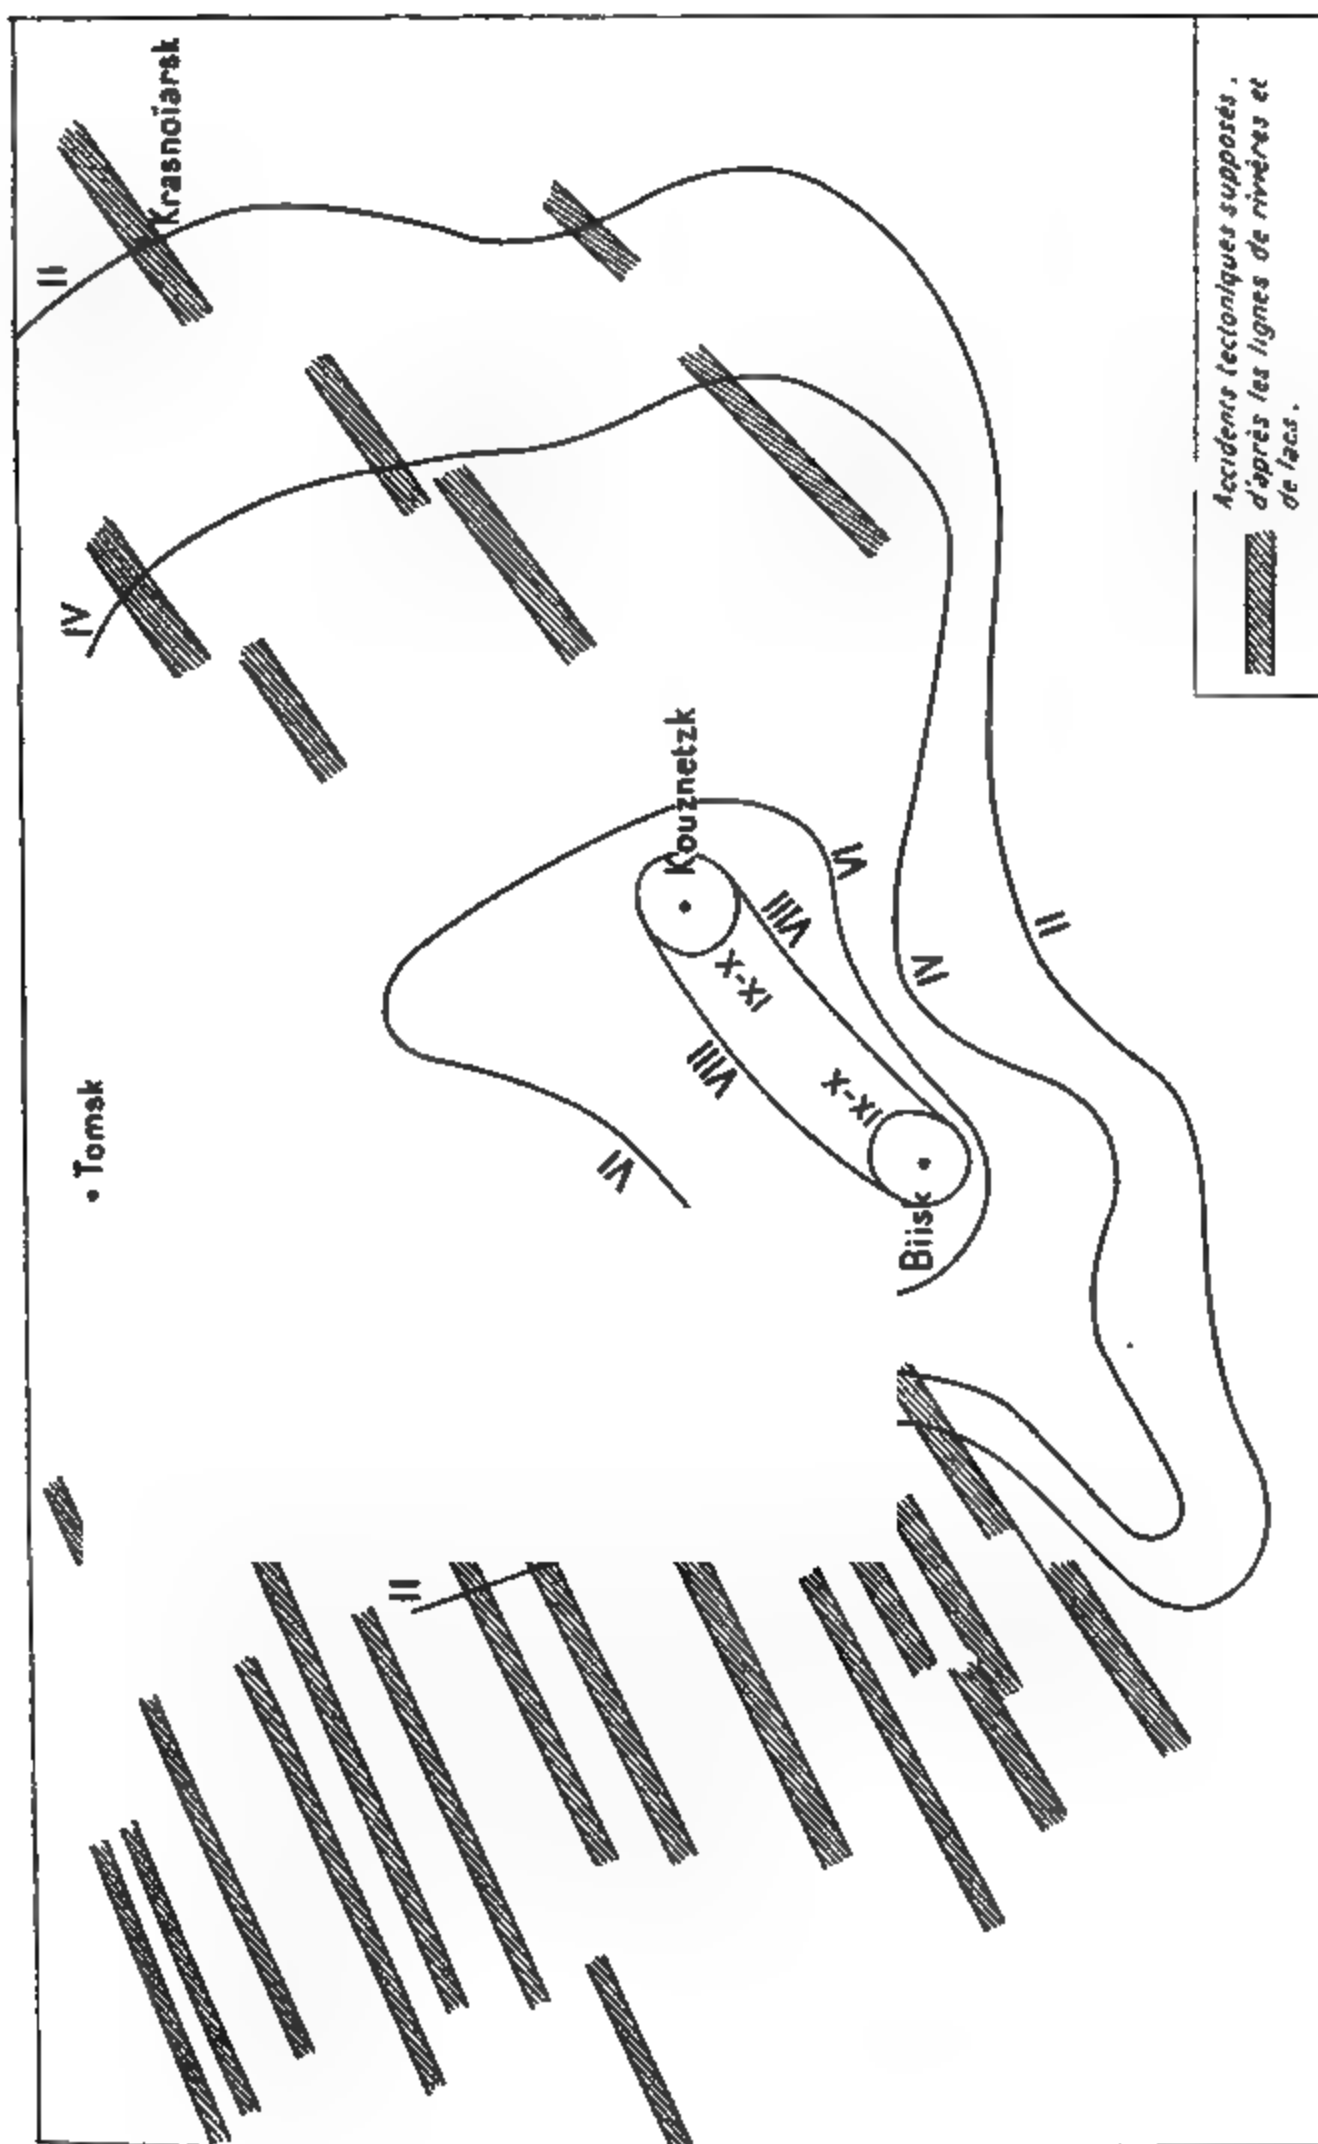 Krasnoïarsk
II
IV
Tomsk
Kouznetzk
VI
VI
VIII
VIII
IX-X
IX-X
Biisk
IV
II
II
Accidents tectoniques supposés,
d'après les lignes de rivières et
de lacs.